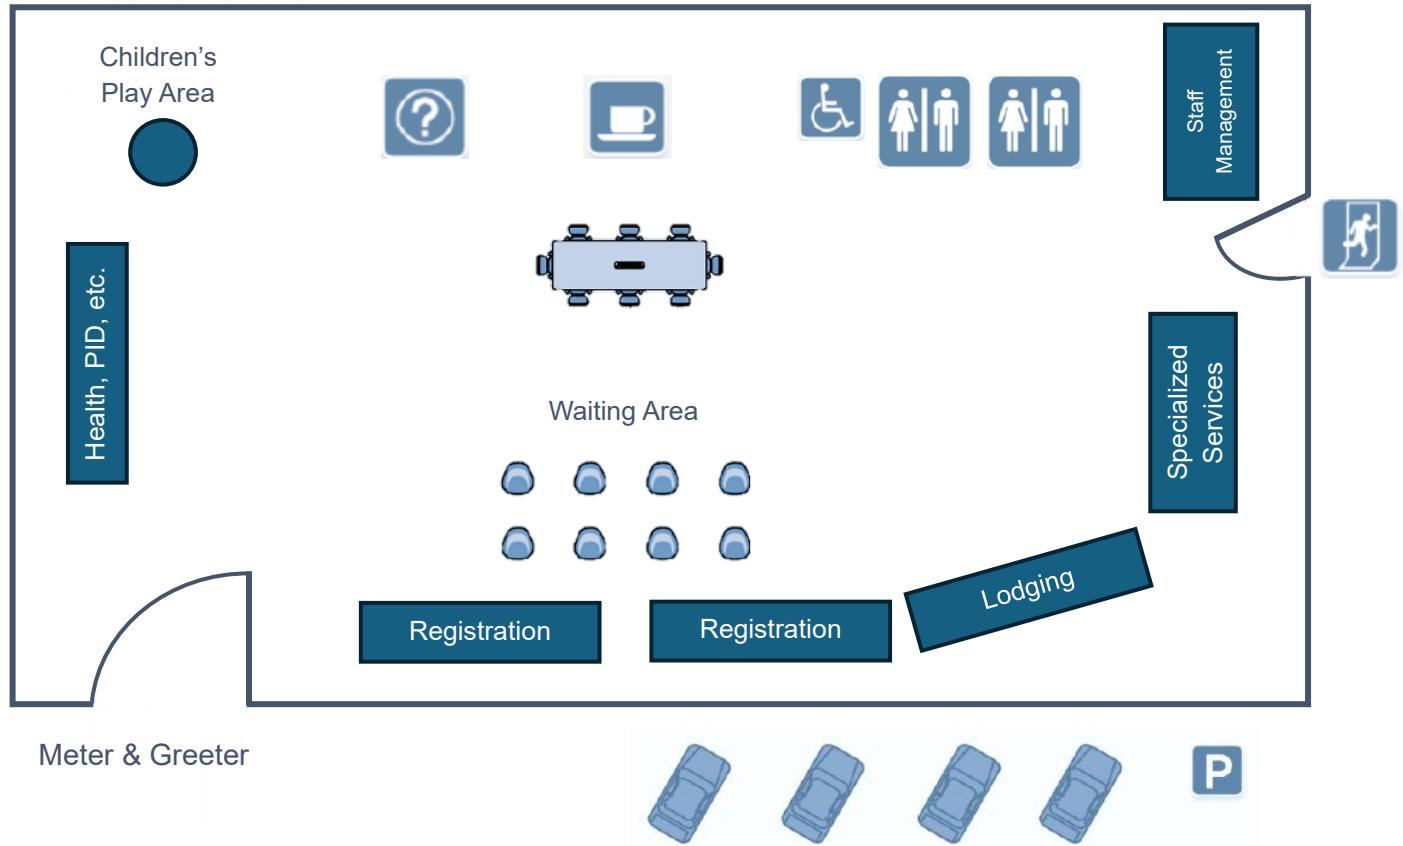 Children's
Play Area
?
Staff
Management
Health, PID, etc.
Waiting Area
Specialized
Services
Lodging
Registration
Registration
Meter & Greeter
P